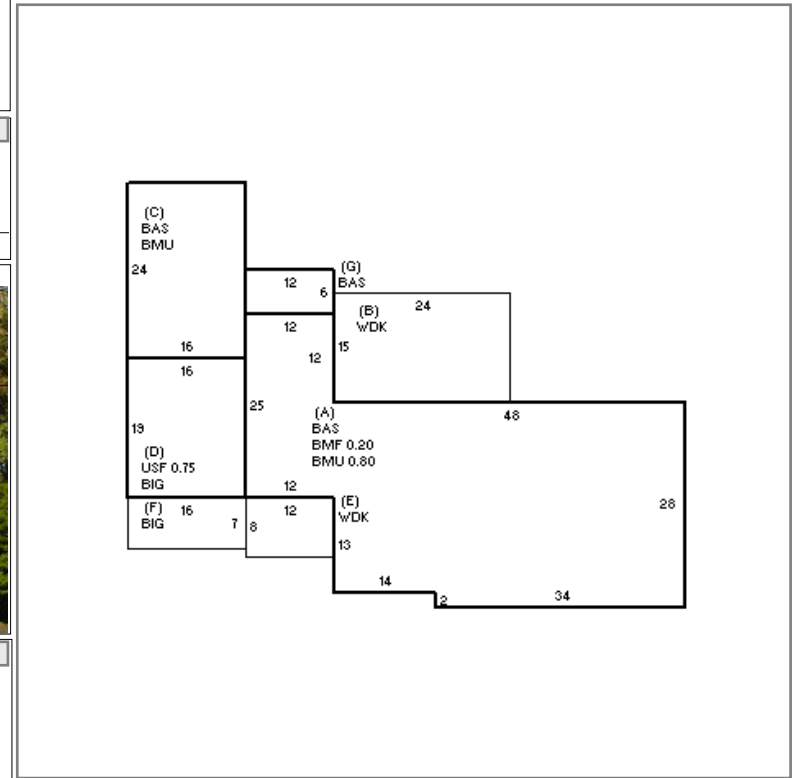 (C)
BAS
BMU
24
16
12
6
(G)
BAS
24
(B)
WDK
12
12
15
16
19
(D)
USF 0.75
BIG
25
(A)
BAS
BMF 0.20
BMU 0.80
48
28
12
(F)
BIG
16
7
8
12
(E)
WDK
13
14
2
34